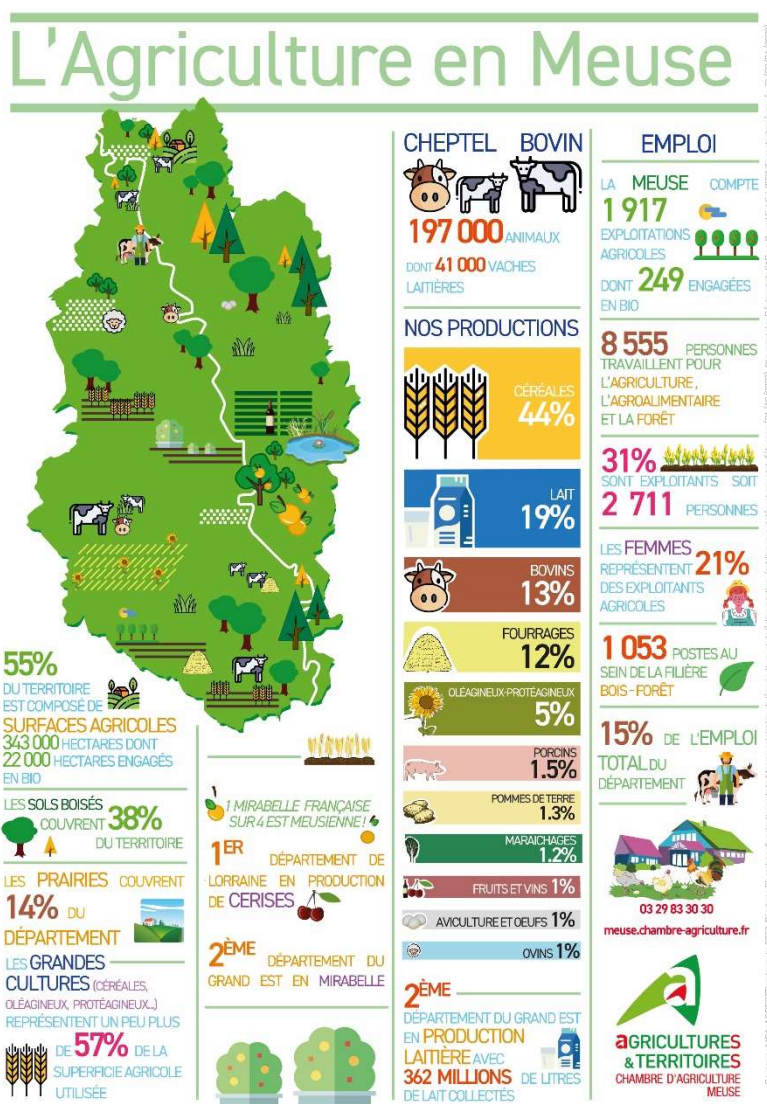 L'Agriculture en Meuse
55%
DU TERRITOIRE
EST COMPOSÉ DE
SURFACES AGRICOLES
343 000 HECTARES DONT
22 000 HECTARES ENGAGÉS
EN BIO
LES SOLS BOISÉS
COUVRENT 38%
DU TERRITOIRE
LES PRAIRIES COUVRENT
14% DU
DÉPARTEMENT
LES GRANDES
CULTURES (CÉRÉALES,
OLÉAGINEUX, PROTÉAGINEUX...)
REPRÉSENTENT UN PEU PLUS
DE 57% DE LA
SUPERFICIE AGRICOLE
UTILISÉE
1 MIRABELLE FRANÇAISE
SUR 4 EST MEUSIENNE !
1ER DÉPARTEMENT DE
LORRAINE EN PRODUCTION
DE CERISES
2ÈME DÉPARTEMENT DU
GRAND EST EN MIRABELLE
CHEPTEL BOVIN
197 000 ANIMAUX
DONT 41 000 VACHES
LAITIÈRES
NOS PRODUCTIONS
CÉRÉALES
44%
LAIT
19%
BOVINS
13%
FOURRAGES
12%
OLÉAGINEUX-PROTÉAGINEUX
5%
PORCINS
1.5%
POMMES DE TERRE
1.3%
MARAICHAGES
1.2%
FRUITS ET VINS 1%
AVICULTURE ET OEUFS 1%
OVINS 1%
2ÈME
DÉPARTEMENT DU GRAND EST
EN PRODUCTION
LAITIÈRE AVEC
362 MILLIONS DE LITRES
DE LAIT COLLECTÉS
EMPLOI
LA MEUSE COMPTE
1 917
EXPLOITATIONS
AGRICOLES
DONT 249 ENGAGÉES
EN BIO
8 555 PERSONNES
TRAVAILLENT POUR
L'AGRICULTURE,
L'AGROALIMENTAIRE
ET LA FORÊT
31%
SONT EXPLOITANTS SOIT
2 711 PERSONNES
LES FEMMES
REPRÉSENTENT 21%
DES EXPLOITANTS
AGRICOLES
1 053 POSTES AU
SEIN DE LA FILIÈRE
BOIS - FORÊT
15% DE L'EMPLOI
TOTAL DU
DÉPARTEMENT
03 29 83 30 30
meuse.chambre-agriculture.fr
aGRICULTURES
& TERRITOIRES
CHAMBRE D'AGRICULTURE
MEUSE